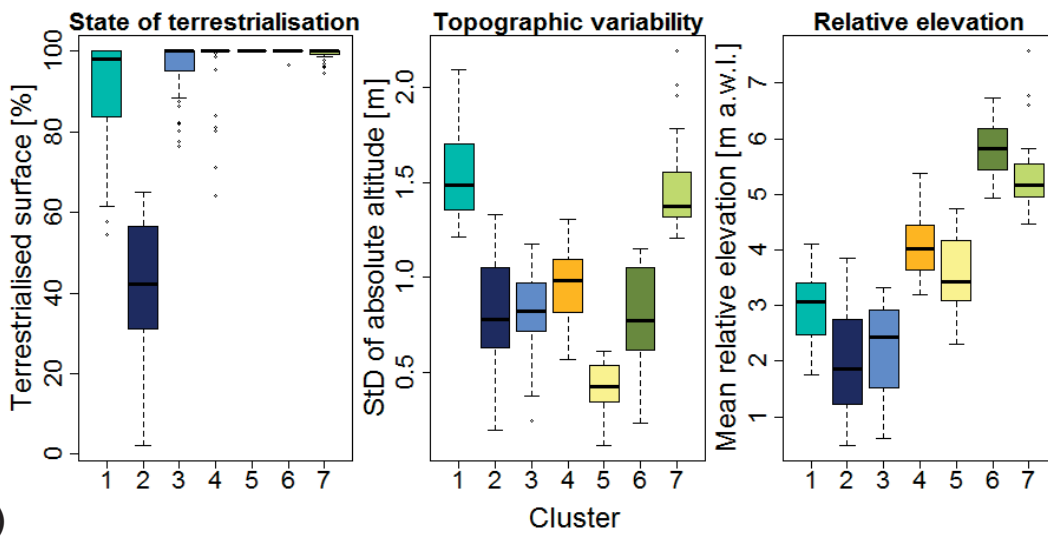 State of terrestrialisation
Terrestrialised surface [%]
0
20
40
60
80
100
1 2 3 4 5 6 7
Topographic variability
StD of absolute altitude [m]
0.5
1.0
1.5
2.0
1 2 3 4 5 6 7
Relative elevation
Mean relative elevation [m a.w.l.]
1
2
3
4
5
6
7
1 2 3 4 5 6 7
Cluster
)